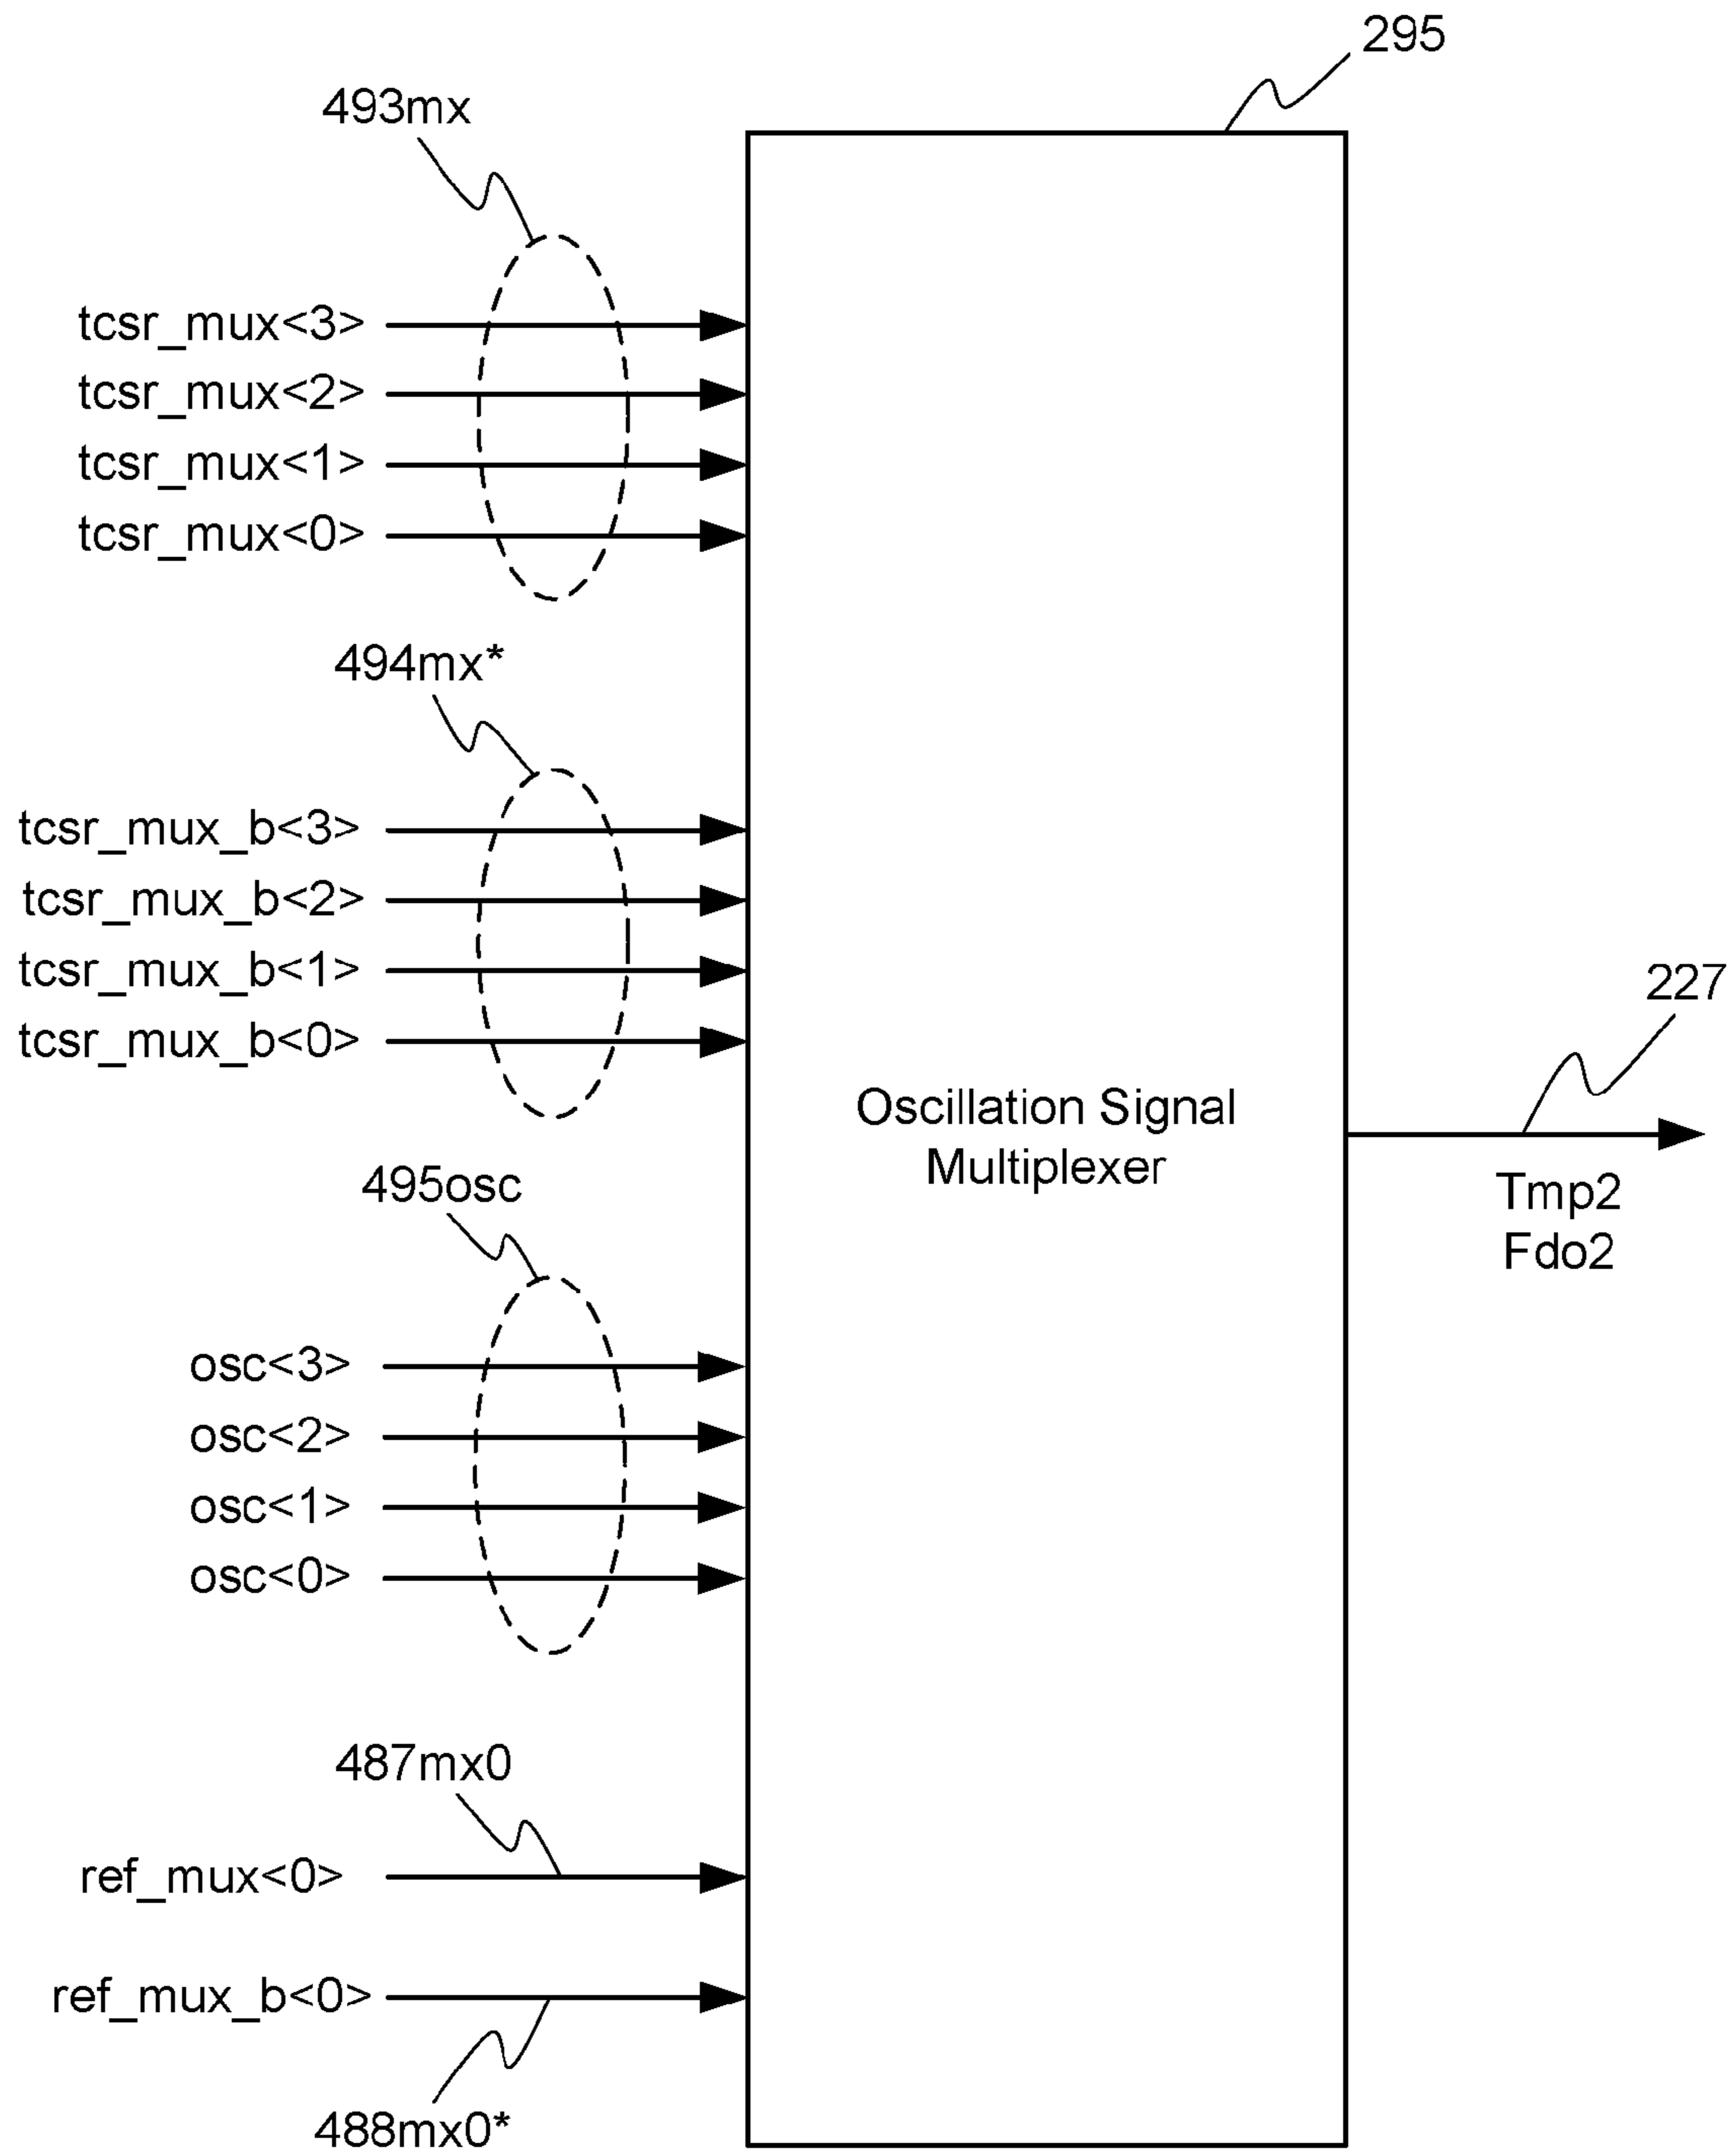 295
493mx
tcsr_mux<3>
tcsr_mux<2>
tcsr_mux<1>
tcsr_mux<0>
494mx*
tcsr_mux_b<3>
tcsr_mux_b<2>
tcsr_mux_b<1>
tcsr_mux_b<0>
227
Oscillation Signal
Multiplexer
Tmp2
Fdo2
495osc
osc<3>
osc<2>
osc<1>
osc<0>
487mx0
ref_mux<0>
ref_mux_b<0>
488mx0*